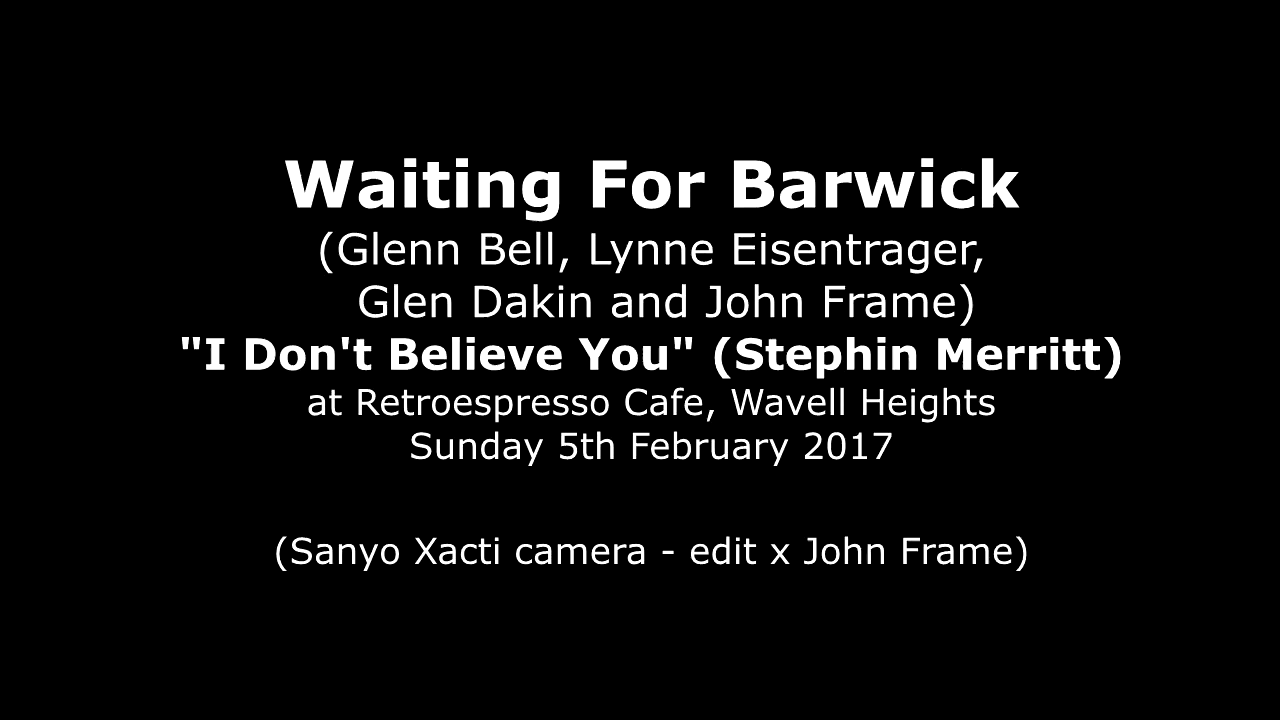 Waiting For Barwick
(Glenn Bell, Lynne Eisentrager,
Glen Dakin and John Frame)
"I Don't Believe You" (Stephin Merritt)
at Retroespresso Cafe, Wavell Heights
Sunday 5th February 2017
(Sanyo Xacti camera - edit x John Frame)